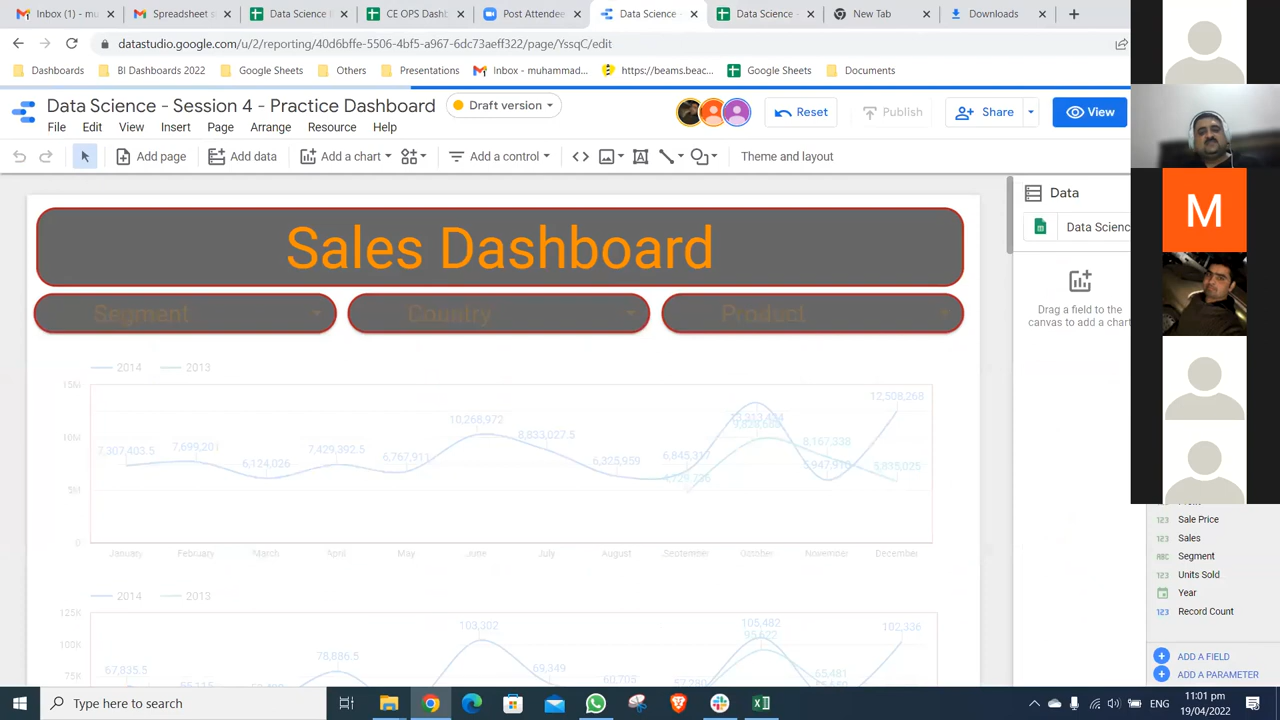 Inbox (1) - mu
Spreadsheet s
Data Science (
CE OPS Dashb
Post Attendee
Data Science -
Data Science -
New Tab
Downloads
datastudio.google.com/u/2/reporting/40d6bffe-5506-4bf5-a967-6dc73aeff322/page/YssqC/edit
Dashboards
BI Dashboards 2022
Google Sheets
Others
Presentations
Inbox - muhammad...
https://beams.beac...
Google Sheets
Documents
Data Science - Session 4 - Practice Dashboard
Draft version
Reset
Publish
Share
View
File Edit View Insert Page Arrange Resource Help
Add page
Add data
Add a chart
Add a control
Theme and layout
Sales Dashboard
Segment
Country
Product
2014 2013
15M
10M
5M
0
7,307,403.5
7,699,201
6,124,026
7,429,392.5
6,767,911
10,268,972
8,833,027.5
6,325,959
6,845,317
8,167,338
12,508,268
January February March April May June July August September October November December
2014 2013
125K
100K
75K
67,835.5
78,886.5
103,302
69,349
60,705
105,482
95,622
65,481
102,336
Data
Data Scienc
Drag a field to the
canvas to add a chart
123 Sale Price
123 Sales
ABC Segment
123 Units Sold
Year
123 Record Count
ADD A FIELD
ADD A PARAMETER
M
Type here to search
ENG
11:01 pm
19/04/2022